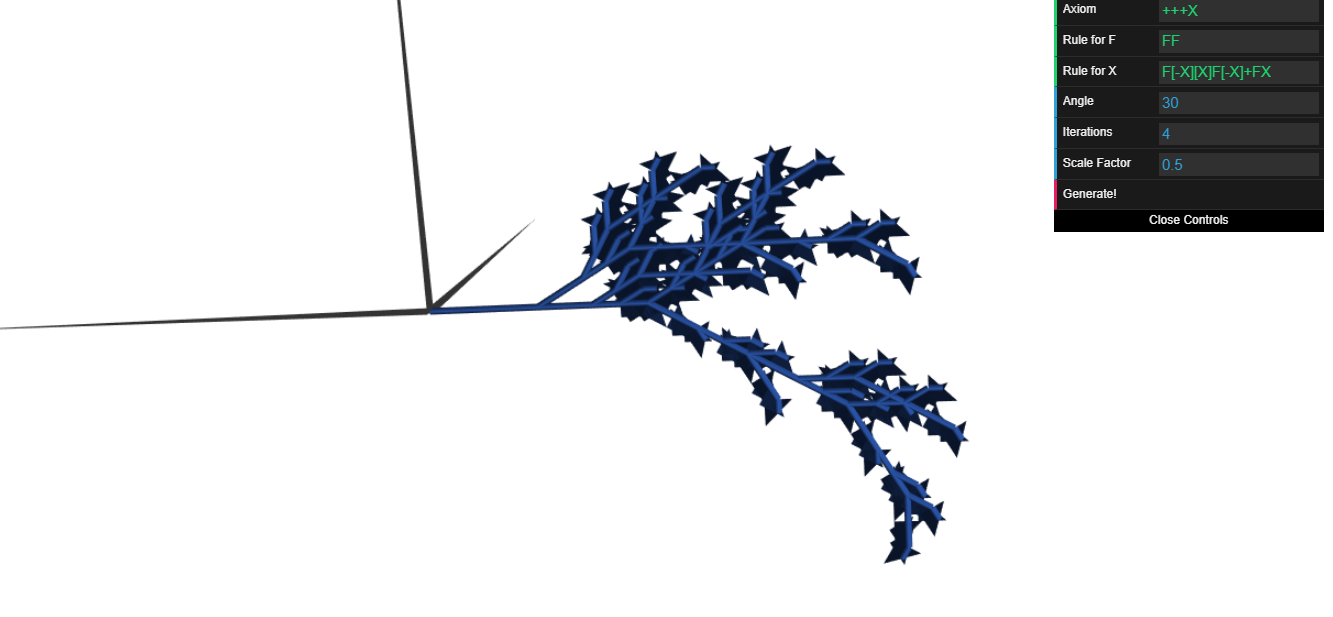 Axiom +++X
Rule for F FF
Rule for X F[-X][X]F[-X]+FX
Angle 30
Iterations 4
Scale Factor 0.5
Generate!
Close Controls